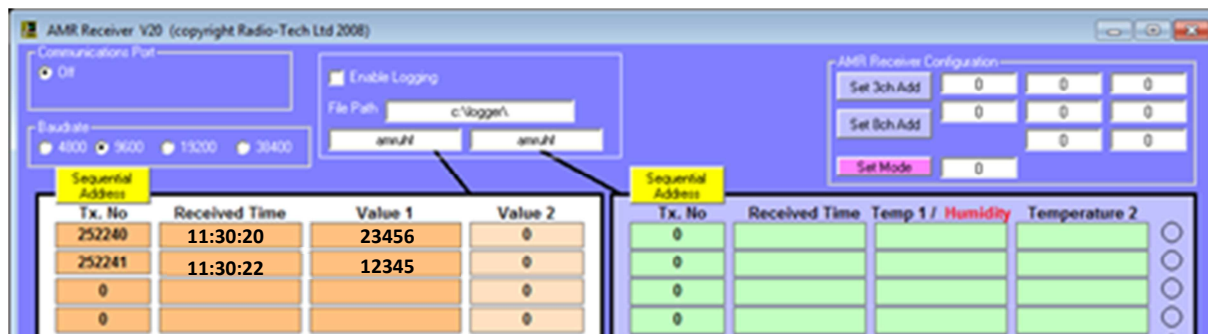 AMR Receiver V20 (copyright Radio-Tech Ltd 2008)
Communications Port
Off
Baudrate
4800 9600 19200 38400
Enable Logging
File Path c:\logger\
amruhf amruhf
AMR Receiver Configuration
Set 3ch Add 0 0 0
Set 8ch Add 0 0 0
0 0
Set Mode 0
Sequential
Address
Tx. No Received Time Value 1 Value 2
252240 11:30:20 23456 0
252241 11:30:22 12345 0
0 0
0 0
Sequential
Address
Tx. No Received Time Temp 1 / Humidity Temperature 2
0
0
0
0